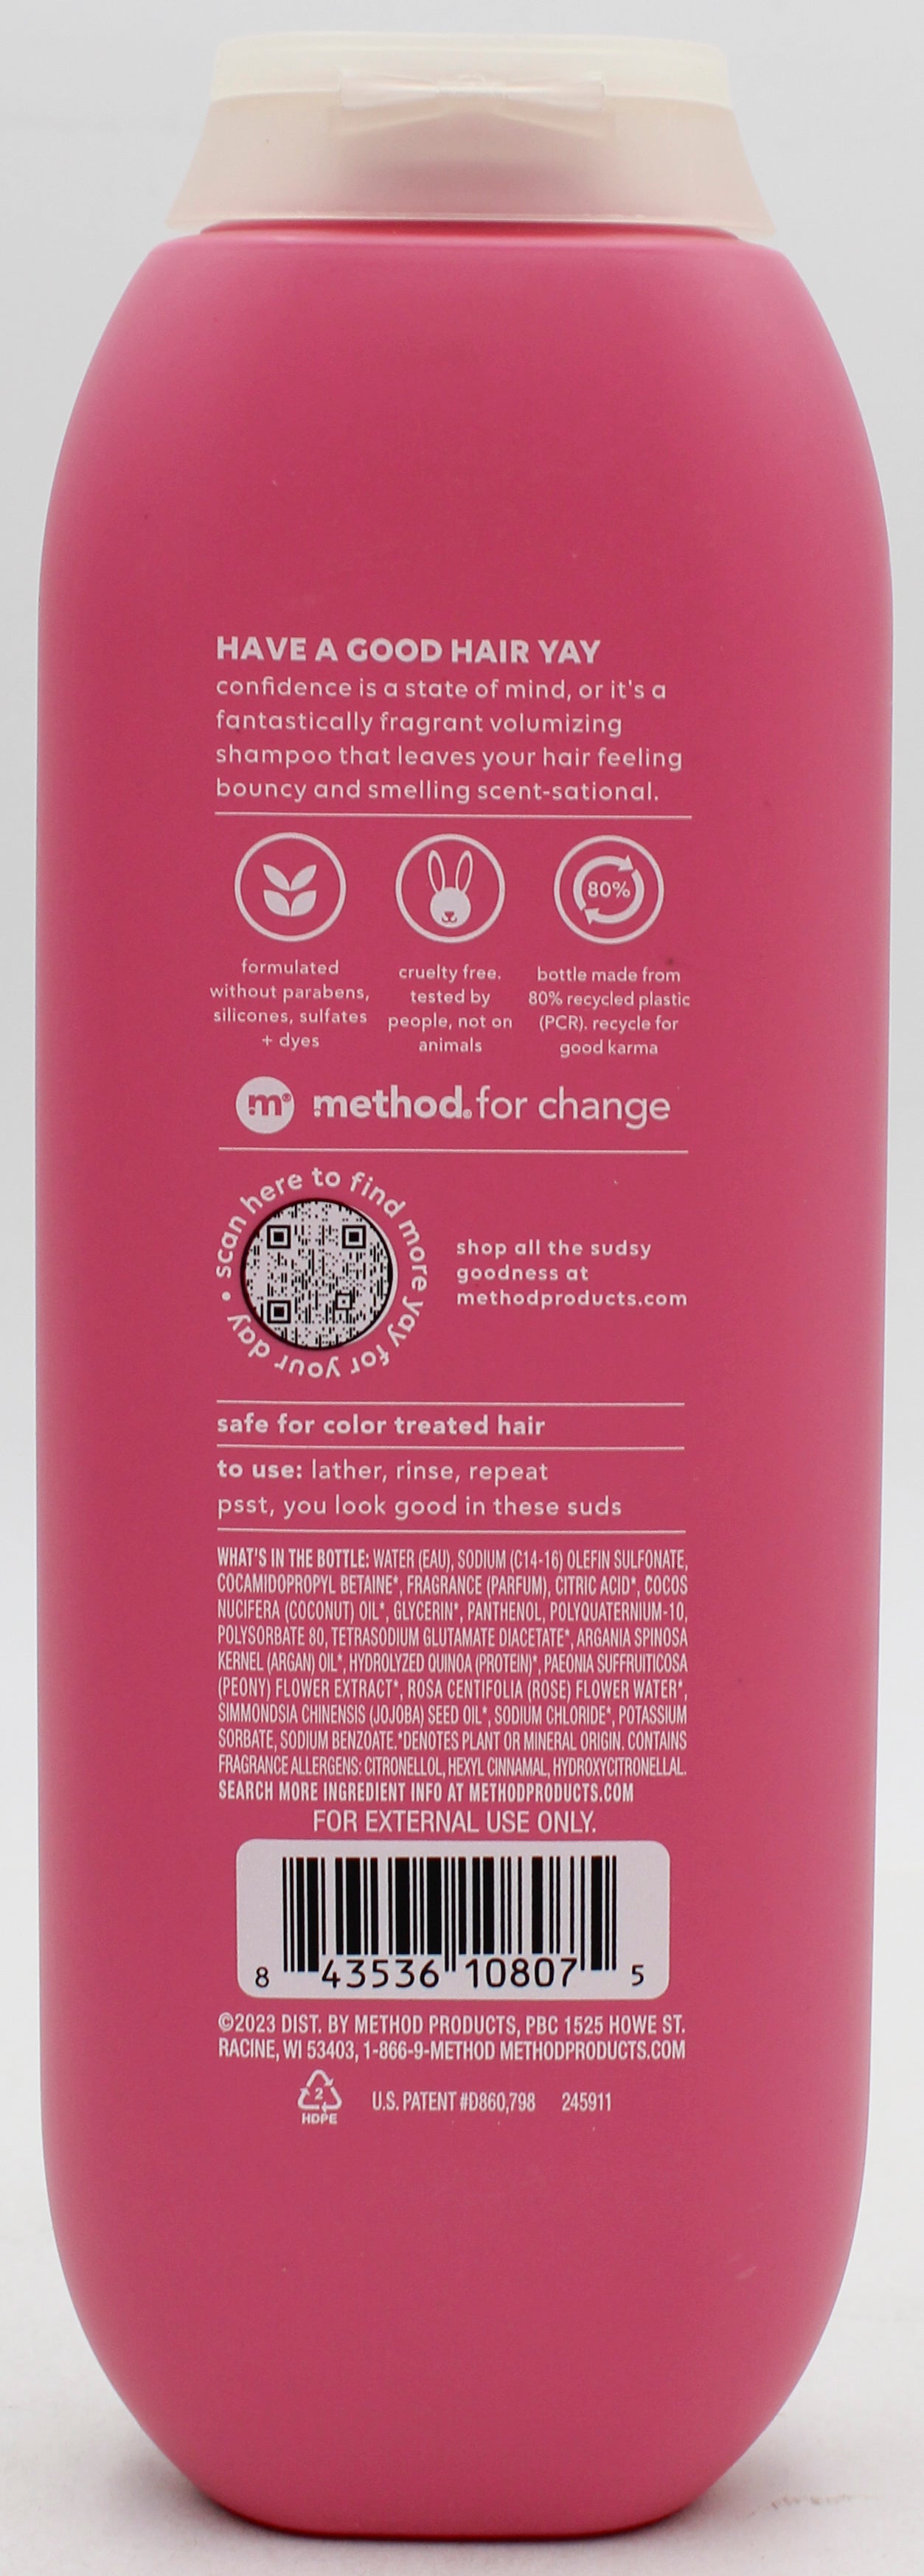 HAVE A GOOD HAIR YAY
confidence is a state of mind, or it's a
fantastically fragrant volumizing
shampoo that leaves your hair feeling
bouncy and smelling scent-sational.
80%
formulated
without parabens,
silicones, sulfates
+ dyes
cruelty free.
tested by
people, not on
animals
bottle made from
80% recycled plastic
(PCR). recycle for
good karma
m® method® for change
scan here to find more yay for your day •
shop all the sudsy
goodness at
methodproducts.com
safe for color treated hair
to use: lather, rinse, repeat
psst, you look good in these suds
WHAT'S IN THE BOTTLE: WATER (EAU), SODIUM (C14-16) OLEFIN SULFONATE,
COCAMIDOPROPYL BETAINE*, FRAGRANCE (PARFUM), CITRIC ACID*, COCOS
NUCIFERA (COCONUT) OIL*, GLYCERIN*, PANTHENOL, POLYQUATERNIUM-10,
POLYSORBATE 80, TETRASODIUM GLUTAMATE DIACETATE*, ARGANIA SPINOSA
KERNEL (ARGAN) OIL*, HYDROLYZED QUINOA (PROTEIN)*, PAEONIA SUFFRUITICOSA
(PEONY) FLOWER EXTRACT*, ROSA CENTIFOLIA (ROSE) FLOWER WATER*,
SIMMONDSIA CHINENSIS (JOJOBA) SEED OIL*, SODIUM CHLORIDE*, POTASSIUM
SORBATE, SODIUM BENZOATE.*DENOTES PLANT OR MINERAL ORIGIN. CONTAINS
FRAGRANCE ALLERGENS: CITRONELLOL, HEXYL CINNAMAL, HYDROXYCITRONELLAL.
SEARCH MORE INGREDIENT INFO AT METHODPRODUCTS.COM
FOR EXTERNAL USE ONLY.
8 43536 10807 5
©2023 DIST. BY METHOD PRODUCTS, PBC 1525 HOWE ST.
RACINE, WI 53403, 1-866-9-METHOD METHODPRODUCTS.COM
2
HDPE
U.S. PATENT #D860,798 245911